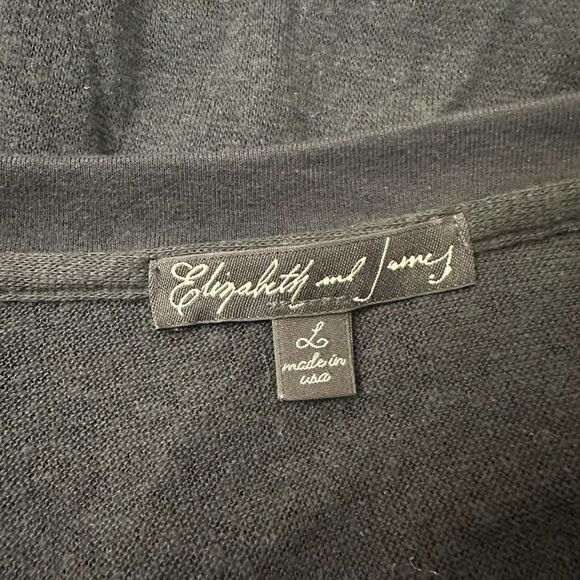 Elizabeth and James
L
made in
usa